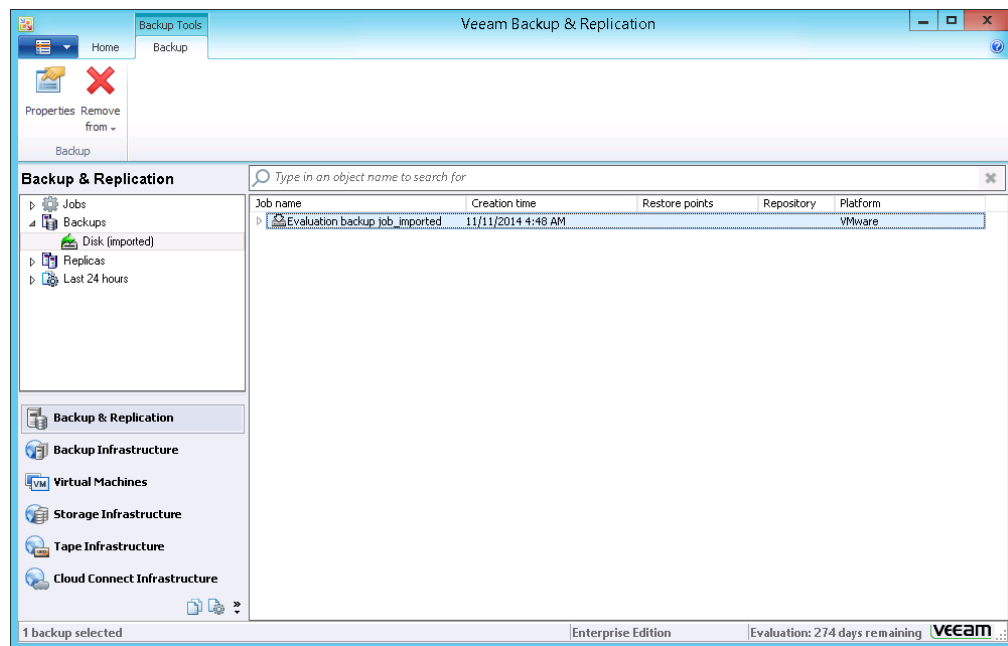 Backup Tools
Veeam Backup & Replication
Home
Backup
Properties
Remove from
Backup
Backup & Replication
Type in an object name to search for
Jobs
Backups
Disk (imported)
Replicas
Last 24 hours
Job name Creation time Restore points Repository Platform
Evaluation backup job_imported 11/11/2014 4:48 AM VMware
Backup & Replication
Backup Infrastructure
VM
Virtual Machines
Storage Infrastructure
Tape Infrastructure
Cloud Connect Infrastructure
1 backup selected
Enterprise Edition
Evaluation: 274 days remaining
veeam